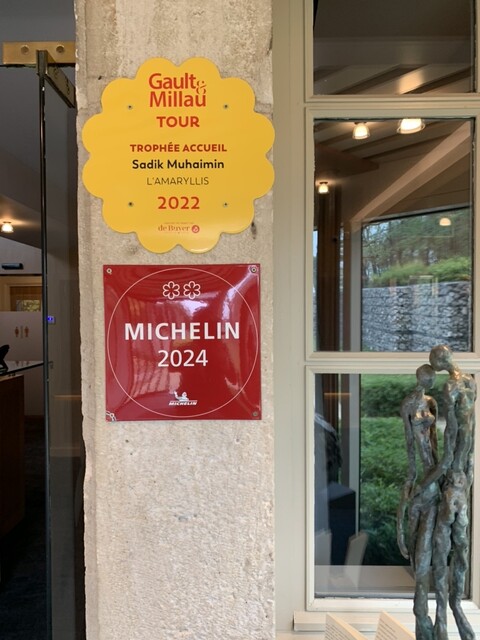 Gault&
Millau
TOUR
TROPHÉE ACCUEIL
Sadik Muhaimin
L'AMARYLLIS
2022
de Buyer
MICHELIN
2024
MICHELIN